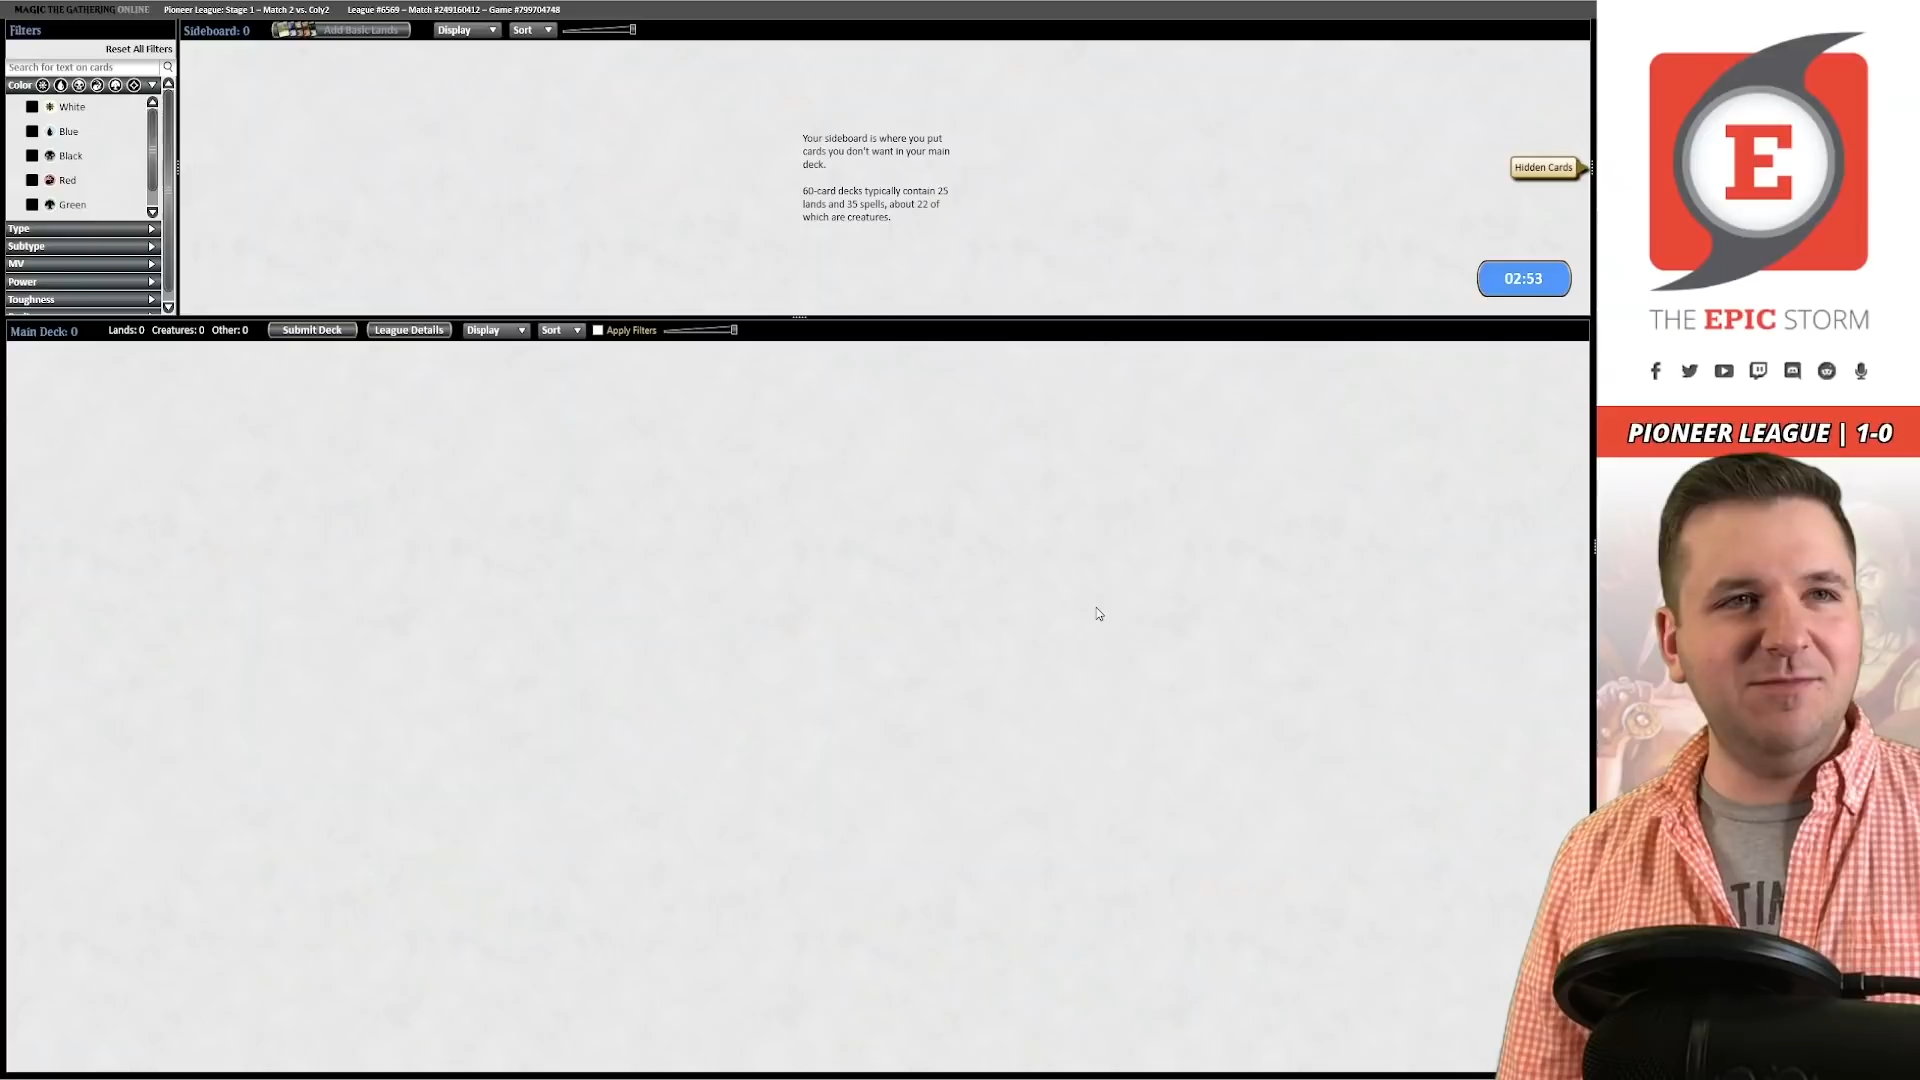 MAGIC THE GATHERING ONLINE
Pioneer League: Stage 1 – Match 2 vs. Coly2
League #6569 – Match #249160412 – Game #799704748
Filters
Sideboard: 0
Add Basic Lands
Display
Sort
Reset All Filters
Search for text on cards
Color
White
Blue
Black
Red
Green
Type
Subtype
MV
Power
Toughness
Your sideboard is where you put
cards you don't want in your main
deck.
60-card decks typically contain 25
lands and 35 spells, about 22 of
which are creatures.
Hidden Cards
02:53
Main Deck: 0
Lands: 0 Creatures: 0 Other: 0
Submit Deck
League Details
Display
Sort
Apply Filters
E
THE EPIC STORM
PIONEER LEAGUE | 1-0